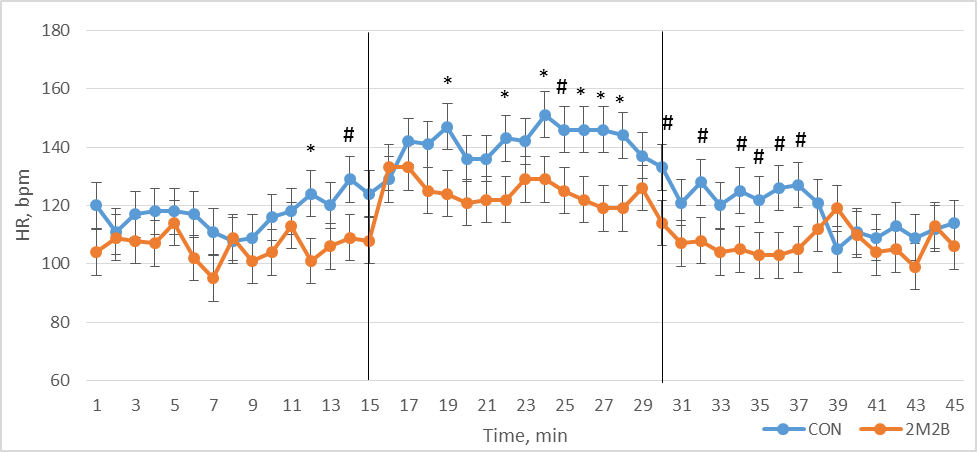 180
160
140
120
100
80
60
HR, bpm
* # * * * # * * * # # # # # #
1 3 5 7 9 11 13 15 17 19 21 23 25 27 29 31 33 35 37 39 41 43 45
Time, min
CON 2M2B